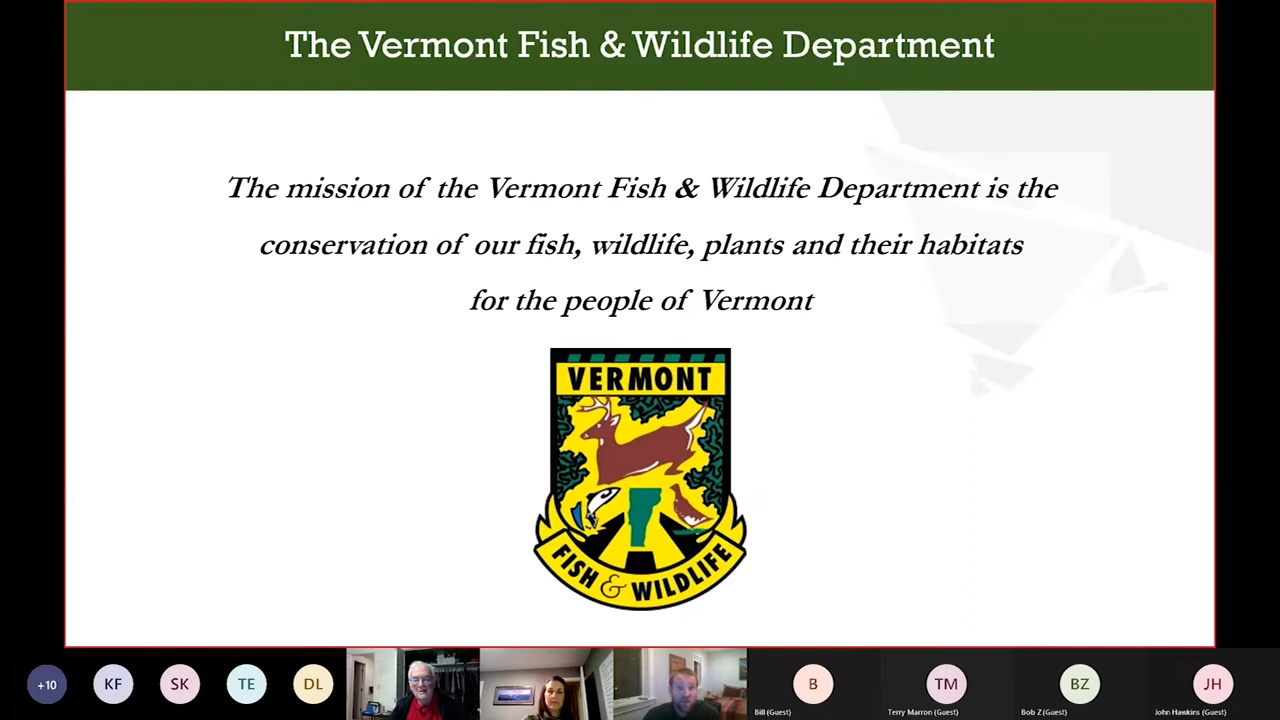 The Vermont Fish & Wildlife Department
The mission of the Vermont Fish & Wildlife Department is the
conservation of our fish, wildlife, plants and their habitats
for the people of Vermont
VERMONT
FISH & WILDLIFE
+10
KF
SK
TE
DL
B
TM
BZ
JH
Bill (Guest)
Terry Marron (Guest)
Bob Z (Guest)
John Hawkins (Guest)